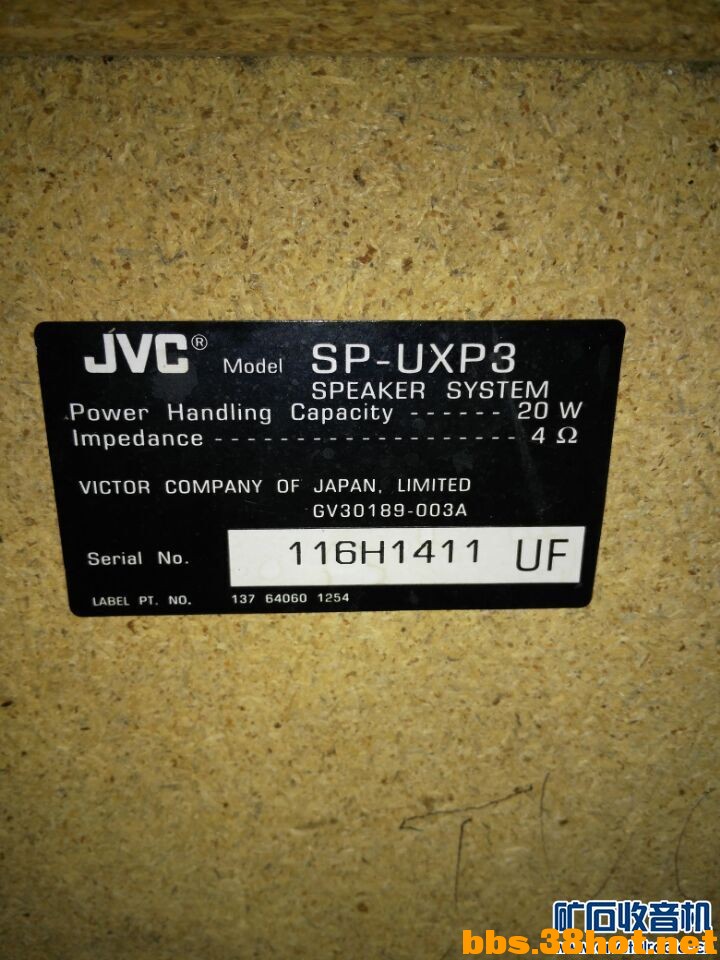 JVC® Model SP-UXP3
SPEAKER SYSTEM
Power Handling Capacity ------ 20 W
Impedance -------------------- 4 Ω
VICTOR COMPANY OF JAPAN, LIMITED
GV30189-003A
Serial No. 116H1411 UF
LABEL PT. NO. 137 64060 1254
矿石收音机
bbs.38hot.net